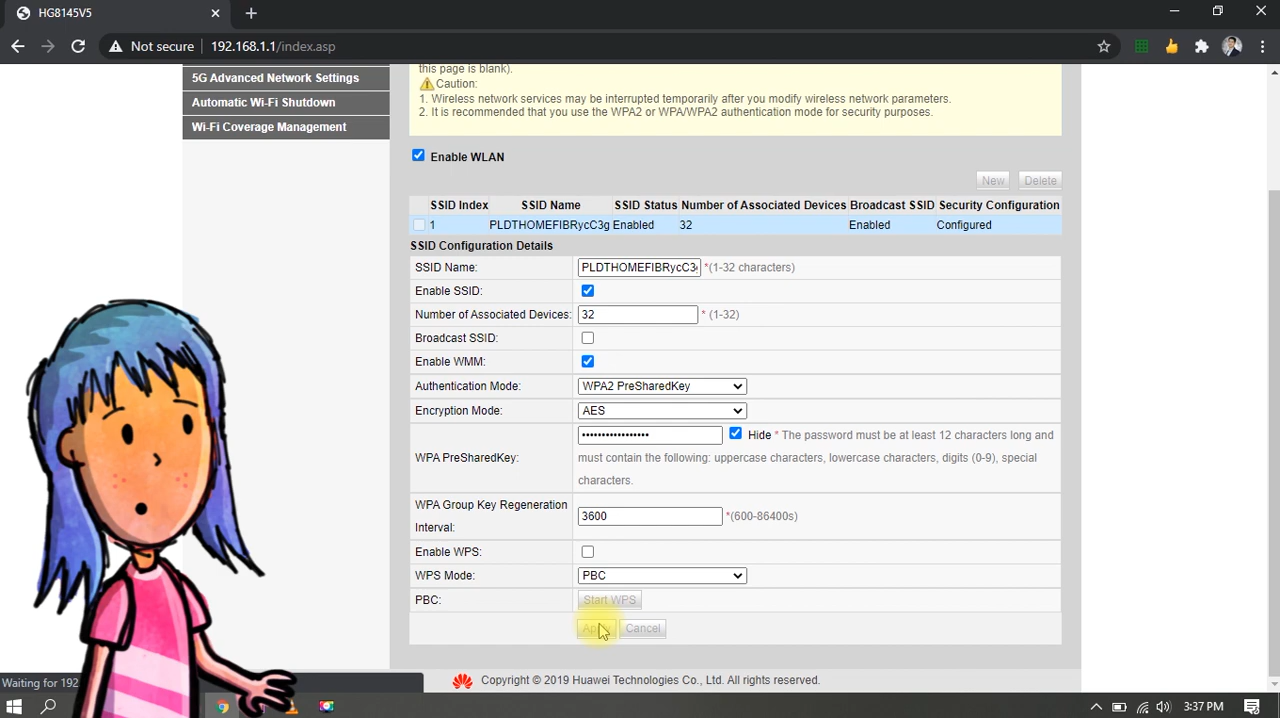 HG8145V5
Not secure
192.168.1.1/index.asp
this page is blank).
5G Advanced Network Settings
Caution:
Automatic Wi-Fi Shutdown
1. Wireless network services may be interrupted temporarily after you modify wireless network parameters.
2. It is recommended that you use the WPA2 or WPA/WPA2 authentication mode for security purposes.
Wi-Fi Coverage Management
Enable WLAN
New Delete
SSID Index SSID Name SSID Status Number of Associated Devices Broadcast SSID Security Configuration
1 PLDTHOMEFIBRycC3g Enabled 32 Enabled Configured
SSID Configuration Details
SSID Name: PLDTHOMEFIBRycC3 *(1-32 characters)
Enable SSID:
Number of Associated Devices: 32 * (1-32)
Broadcast SSID:
Enable WMM:
Authentication Mode: WPA2 PreSharedKey
Encryption Mode: AES
WPA PreSharedKey: ••••••••••••••••• Hide * The password must be at least 12 characters long and
must contain the following: uppercase characters, lowercase characters, digits (0-9), special
characters.
WPA Group Key Regeneration
Interval: 3600 *(600-86400s)
Enable WPS:
WPS Mode: PBC
PBC: Start WPS
Apply Cancel
Copyright © 2019 Huawei Technologies Co., Ltd. All rights reserved.
Waiting for 192
3:37 PM